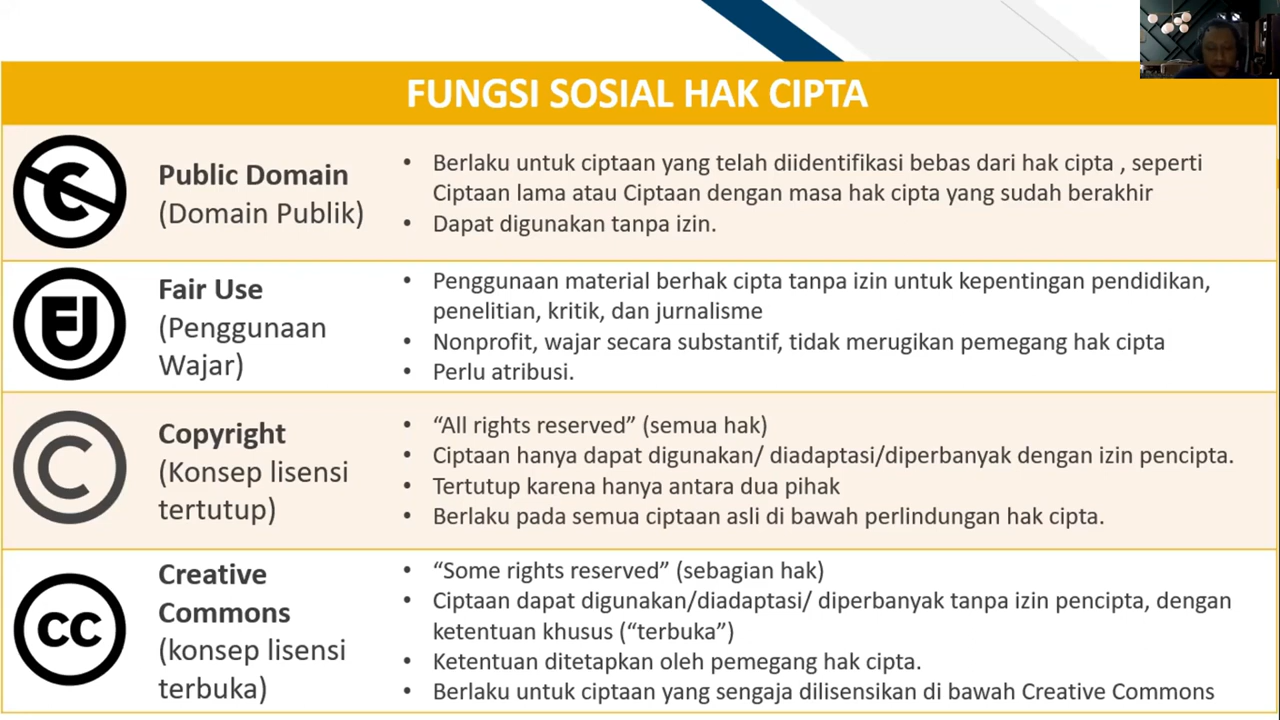 FUNGSI SOSIAL HAK CIPTA
Public Domain
(Domain Publik)
• Berlaku untuk ciptaan yang telah diidentifikasi bebas dari hak cipta , seperti
Ciptaan lama atau Ciptaan dengan masa hak cipta yang sudah berakhir
• Dapat digunakan tanpa izin.
FU
Fair Use
(Penggunaan
Wajar)
• Penggunaan material berhak cipta tanpa izin untuk kepentingan pendidikan,
penelitian, kritik, dan jurnalisme
• Nonprofit, wajar secara substantif, tidak merugikan pemegang hak cipta
• Perlu atribusi.
C
Copyright
(Konsep lisensi
tertutup)
• “All rights reserved” (semua hak)
• Ciptaan hanya dapat digunakan/ diadaptasi/diperbanyak dengan izin pencipta.
• Tertutup karena hanya antara dua pihak
• Berlaku pada semua ciptaan asli di bawah perlindungan hak cipta.
CC
Creative
Commons
(konsep lisensi
terbuka)
• “Some rights reserved” (sebagian hak)
• Ciptaan dapat digunakan/diadaptasi/ diperbanyak tanpa izin pencipta, dengan
ketentuan khusus (“terbuka”)
• Ketentuan ditetapkan oleh pemegang hak cipta.
• Berlaku untuk ciptaan yang sengaja dilisensikan di bawah Creative Commons